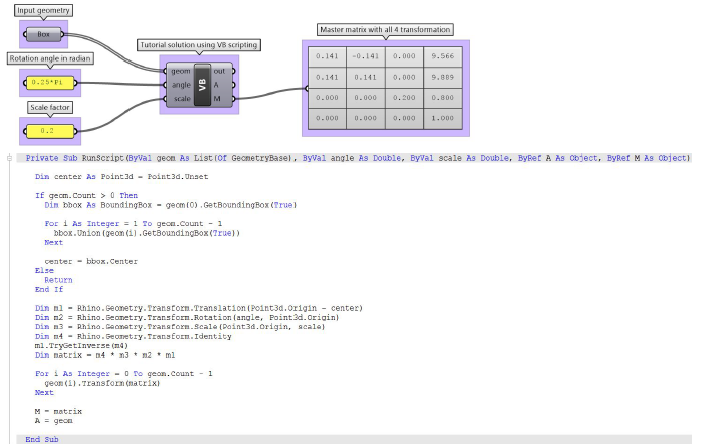 Input geometry
Box
Rotation angle in radian
0.25*Pi
Scale factor
0.2
Tutorial solution using VB scripting
geom out
angle VB A
scale M
Master matrix with all 4 transformation
0.141 -0.141 0.000 9.566
0.141 0.141 0.000 9.889
0.000 0.000 0.200 0.800
0.000 0.000 0.000 1.000
Private Sub RunScript(ByVal geom As List(Of GeometryBase), ByVal angle As Double, ByVal scale As Double, ByRef A As Object, ByRef M As Object)
Dim center As Point3d = Point3d.Unset
If geom.Count > 0 Then
Dim bbox As BoundingBox = geom(0).GetBoundingBox(True)
For i As Integer = 1 To geom.Count - 1
bbox.Union(geom(i).GetBoundingBox(True))
Next
center = bbox.Center
Else
Return
End If
Dim m1 = Rhino.Geometry.Transform.Translation(Point3d.Origin - center)
Dim m2 = Rhino.Geometry.Transform.Rotation(angle, Point3d.Origin)
Dim m3 = Rhino.Geometry.Transform.Scale(Point3d.Origin, scale)
Dim m4 = Rhino.Geometry.Transform.Identity
m1.TryGetInverse(m4)
Dim matrix = m4 * m3 * m2 * m1
For i As Integer = 0 To geom.Count - 1
geom(i).Transform(matrix)
Next
M = matrix
A = geom
End Sub